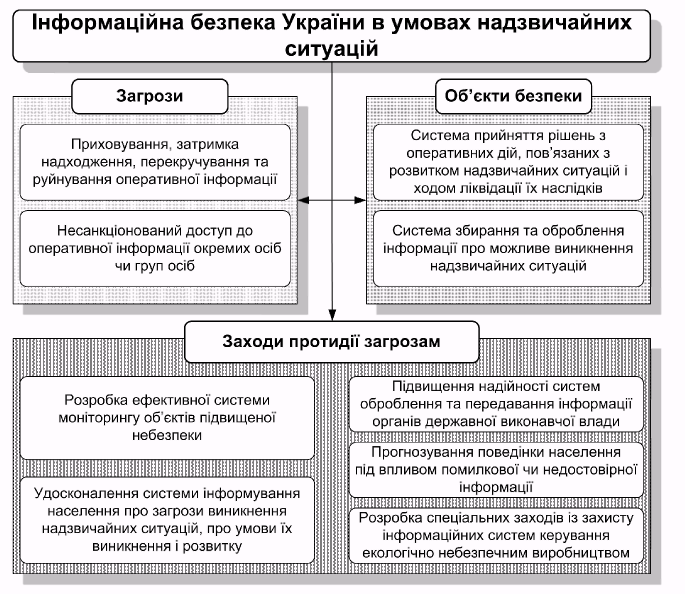 Інформаційна безпека України в умовах надзвичайних
ситуацій
Загрози
Приховування, затримка
надходження, перекручування та
руйнування оперативної інформації
Несанкціонований доступ до
оперативної інформації окремих осіб
чи груп осіб
Об’єкти безпеки
Система прийняття рішень з
оперативних дій, пов’язаних з
розвитком надзвичайних ситуацій і
ходом ліквідації їх наслідків
Система збирання та оброблення
інформації про можливе виникнення
надзвичайних ситуацій
Заходи протидії загрозам
Розробка ефективної системи
моніторингу об’єктів підвищеної
небезпеки
Удосконалення системи інформування
населення про загрози виникнення
надзвичайних ситуацій, про умови їх
виникнення і розвитку
Підвищення надійності систем
оброблення та передавання інформації
органів державної виконавчої влади
Прогнозування поведінки населення
під впливом помилкової чи недостовірної
інформації
Розробка спеціальних заходів із захисту
інформаційних систем керування
екологічно небезпечним виробництвом